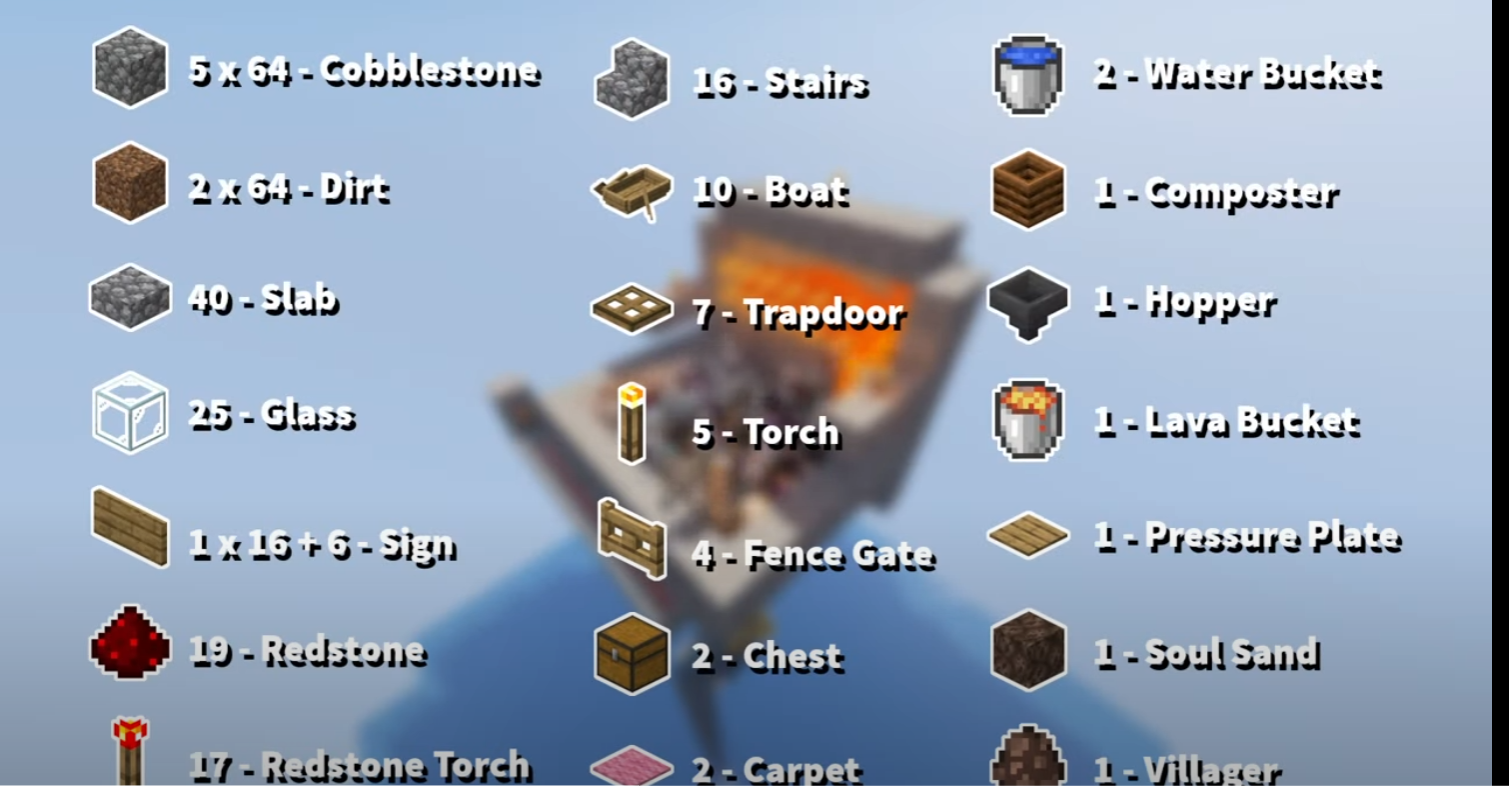 5 x 64 - Cobblestone
2 x 64 - Dirt
40 - Slab
25 - Glass
1 x 16 + 6 - Sign
19 - Redstone
17 - Redstone Torch
16 - Stairs
10 - Boat
7 - Trapdoor
5 - Torch
4 - Fence Gate
2 - Chest
2 - Carpet
2 - Water Bucket
1 - Composter
1 - Hopper
1 - Lava Bucket
1 - Pressure Plate
1 - Soul Sand
1 - Villager